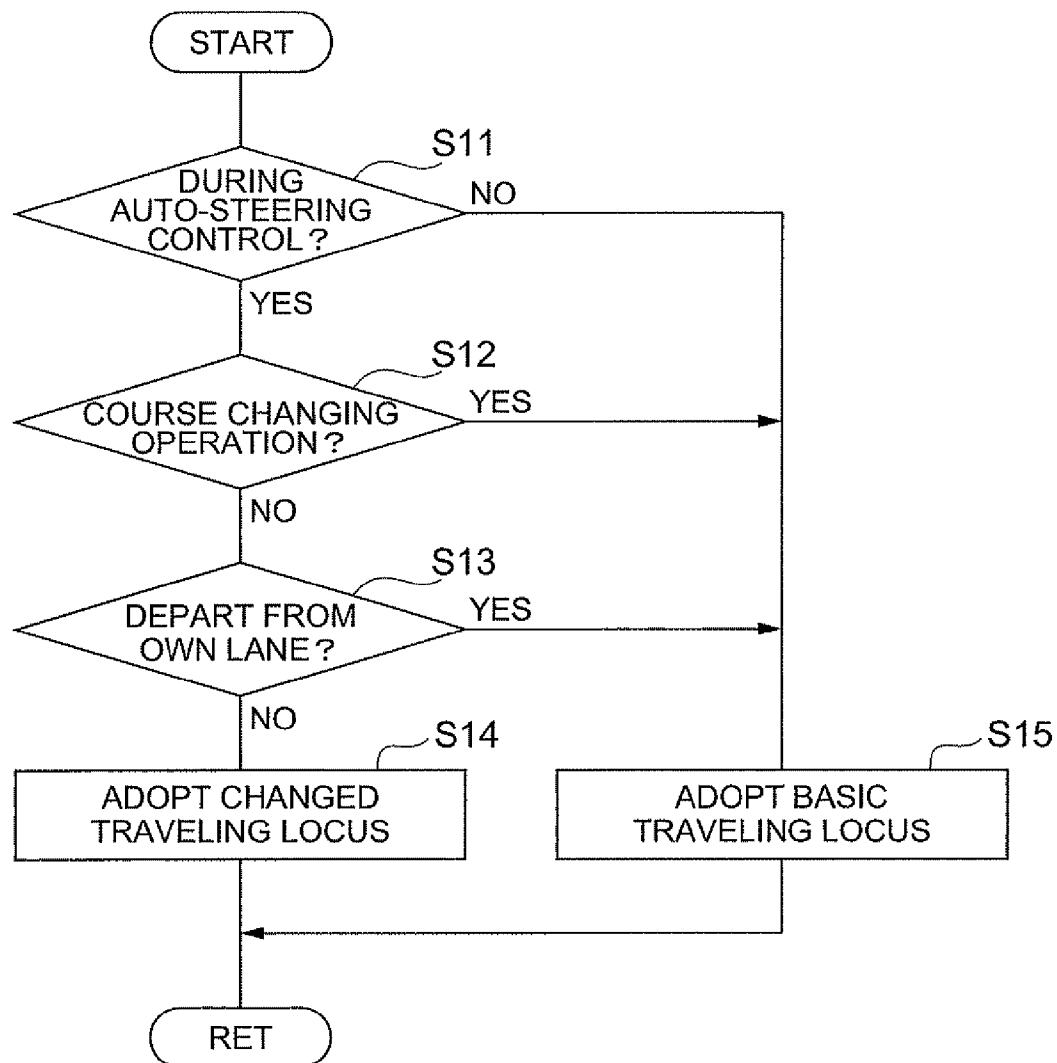 START
S11
DURING
AUTO-STEERING
CONTROL?
NO
YES
S12
COURSE CHANGING
OPERATION?
YES
NO
S13
DEPART FROM
OWN LANE?
YES
NO
S14
ADOPT CHANGED
TRAVELING LOCUS
S15
ADOPT BASIC
TRAVELING LOCUS
RET